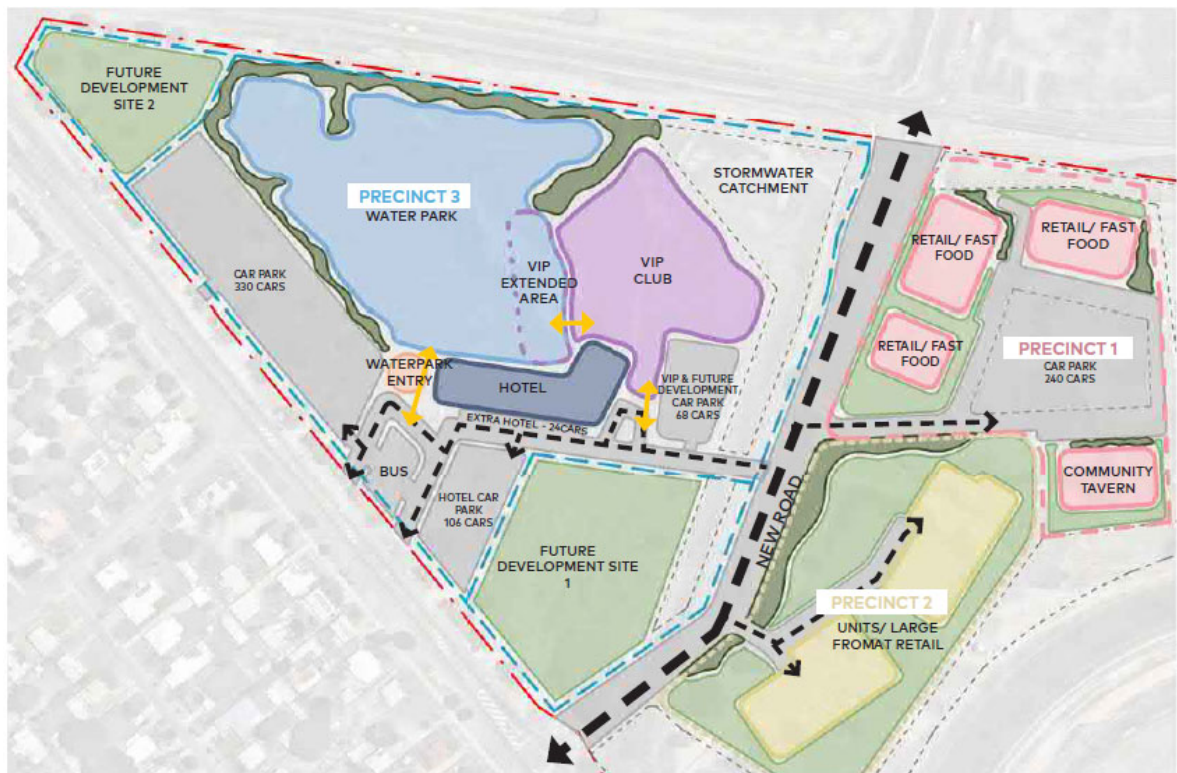 FUTURE
DEVELOPMENT
SITE 2
PRECINCT 3
WATER PARK
STORMWATER
CATCHMENT
CAR PARK
330 CARS
VIP
EXTENDED
AREA
VIP
CLUB
RETAIL/ FAST
FOOD
RETAIL/ FAST
FOOD
RETAIL/ FAST
FOOD
PRECINCT 1
CAR PARK
240 CARS
WATERPARK
ENTRY
HOTEL
VIP & FUTURE
DEVELOPMENT
CAR PARK
68 CARS
EXTRA HOTEL - 24CARS
BUS
HOTEL CAR
PARK
106 CARS
COMMUNITY
TAVERN
NEW ROAD
FUTURE
DEVELOPMENT SITE
1
PRECINCT 2
UNITS/ LARGE
FROMAT RETAIL